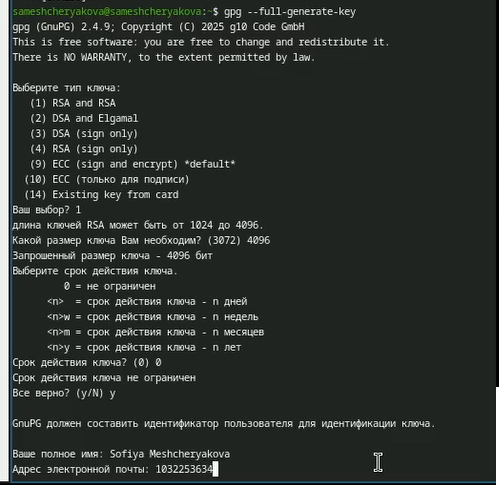 sameshcheryakova@sameshcheryakova:~$ gpg --full-generate-key
gpg (GnuPG) 2.4.9; Copyright (C) 2025 g10 Code GmbH
This is free software: you are free to change and redistribute it.
There is NO WARRANTY, to the extent permitted by law.
Выберите тип ключа:
(1) RSA and RSA
(2) DSA and Elgamal
(3) DSA (sign only)
(4) RSA (sign only)
(9) ECC (sign and encrypt) *default*
(10) ECC (только для подписи)
(14) Existing key from card
Ваш выбор? 1
длина ключей RSA может быть от 1024 до 4096.
Какой размер ключа Вам необходим? (3072) 4096
Запрошенный размер ключа - 4096 бит
Выберите срок действия ключа.
0 = не ограничен
<n> = срок действия ключа - n дней
<n>w = срок действия ключа - n недель
<n>m = срок действия ключа - n месяцев
<n>y = срок действия ключа - n лет
Срок действия ключа? (0) 0
Срок действия ключа не ограничен
Все верно? (y/N) y
GnuPG должен составить идентификатор пользователя для идентификации ключа.
Ваше полное имя: Sofiya Meshcheryakova
Адрес электронной почты: 1032253634